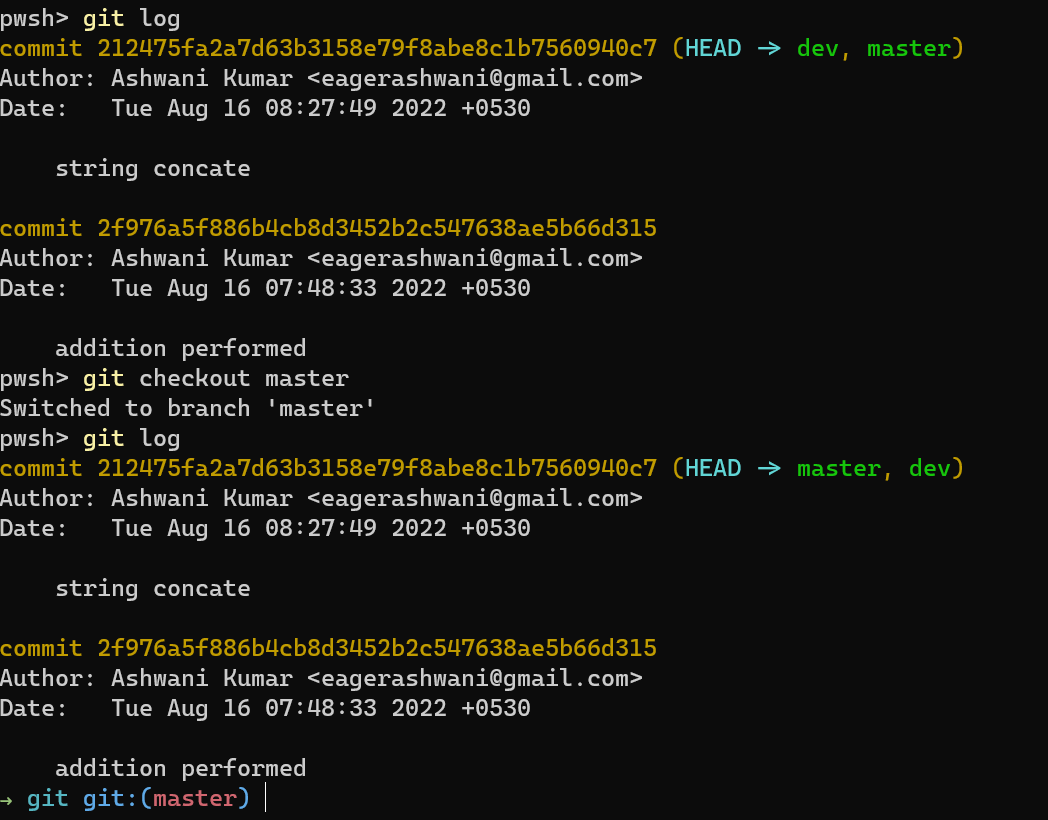 pwsh> git log
commit 212475fa2a7d63b3158e79f8abe8c1b7560940c7 (HEAD -> dev, master)
Author: Ashwani Kumar <eagerashwani@gmail.com>
Date:   Tue Aug 16 08:27:49 2022 +0530

    string concate

commit 2f976a5f886b4cb8d3452b2c547638ae5b66d315
Author: Ashwani Kumar <eagerashwani@gmail.com>
Date:   Tue Aug 16 07:48:33 2022 +0530

    addition performed
pwsh> git checkout master
Switched to branch 'master'
pwsh> git log
commit 212475fa2a7d63b3158e79f8abe8c1b7560940c7 (HEAD -> master, dev)
Author: Ashwani Kumar <eagerashwani@gmail.com>
Date:   Tue Aug 16 08:27:49 2022 +0530

    string concate

commit 2f976a5f886b4cb8d3452b2c547638ae5b66d315
Author: Ashwani Kumar <eagerashwani@gmail.com>
Date:   Tue Aug 16 07:48:33 2022 +0530

    addition performed
→ git git:(master)